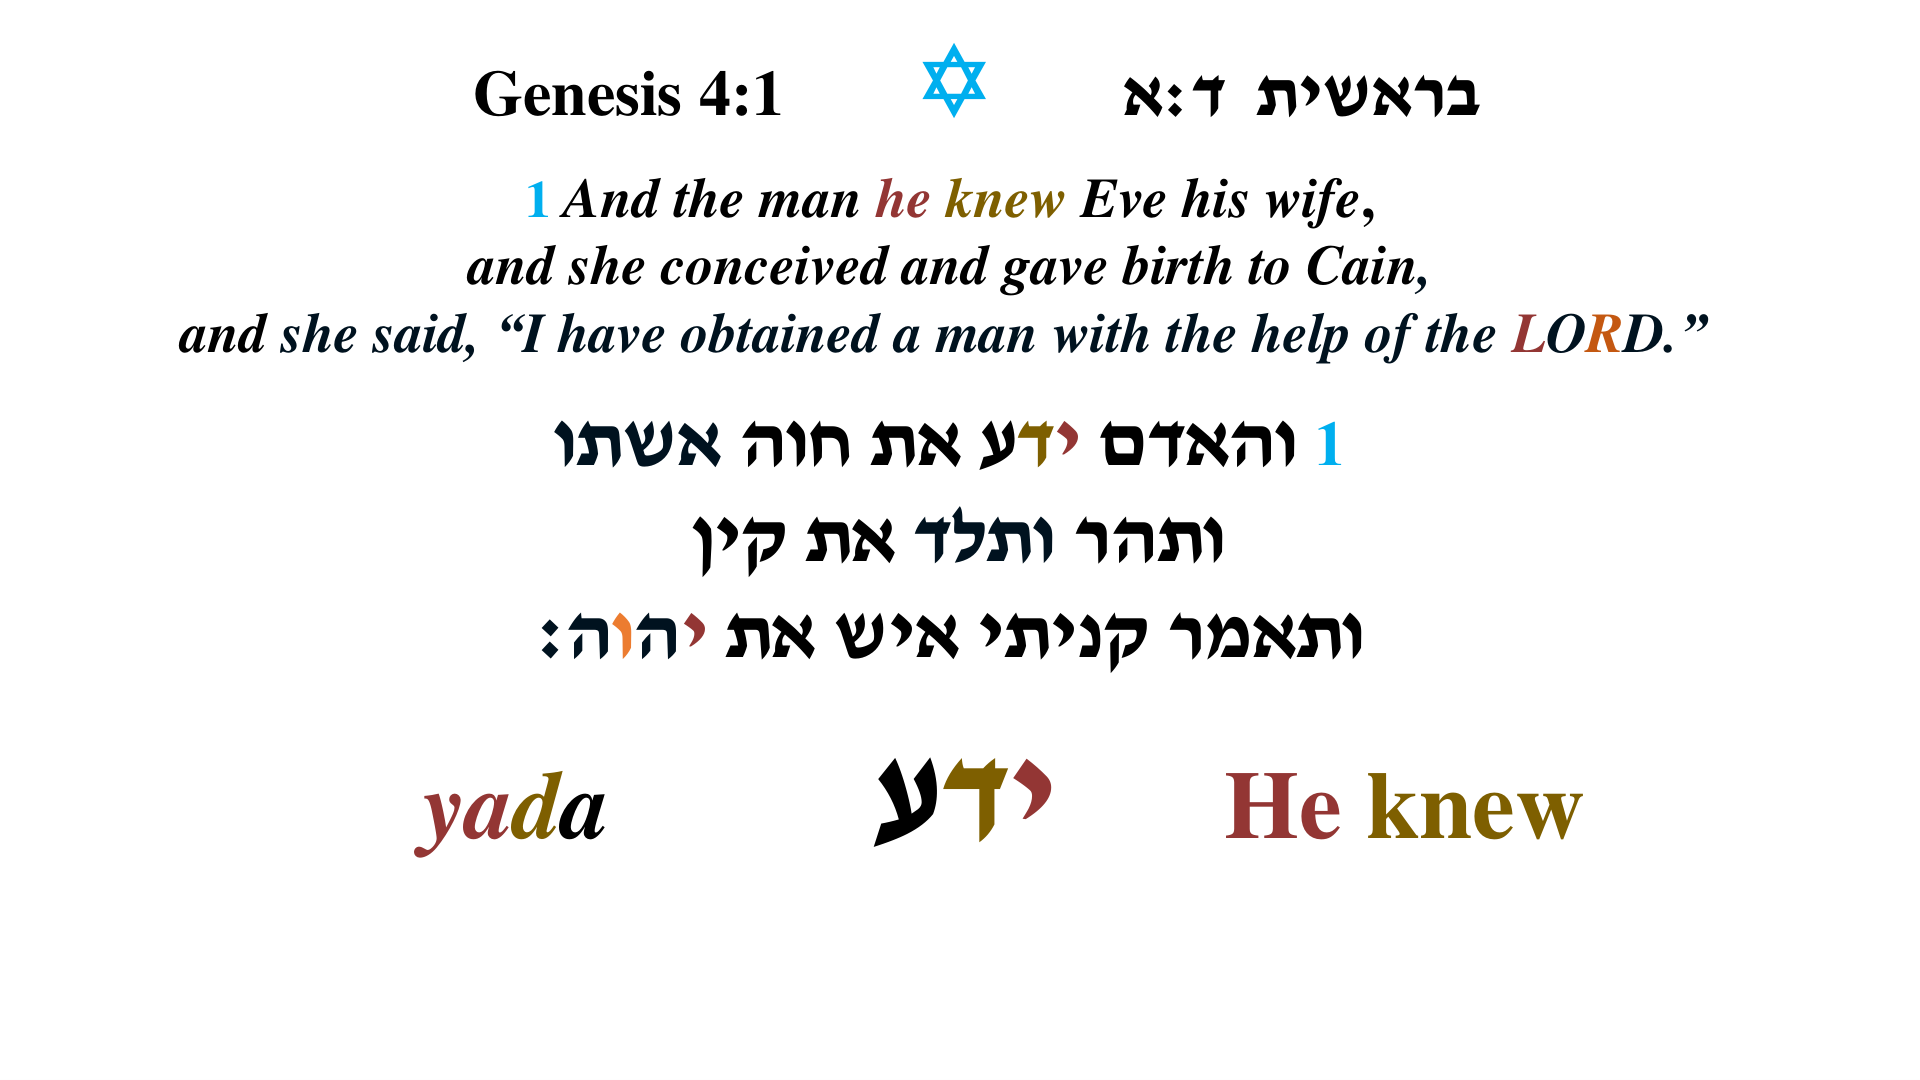 Genesis 4:1 ✡ בראשית ד:א
1 And the man he knew Eve his wife,
and she conceived and gave birth to Cain,
and she said, “I have obtained a man with the help of the LORD.”
1 והאדם ידע את חוה אשתו
ותהר ותלד את קין
ותאמר קניתי איש את יהוה:
yada ידע He knew